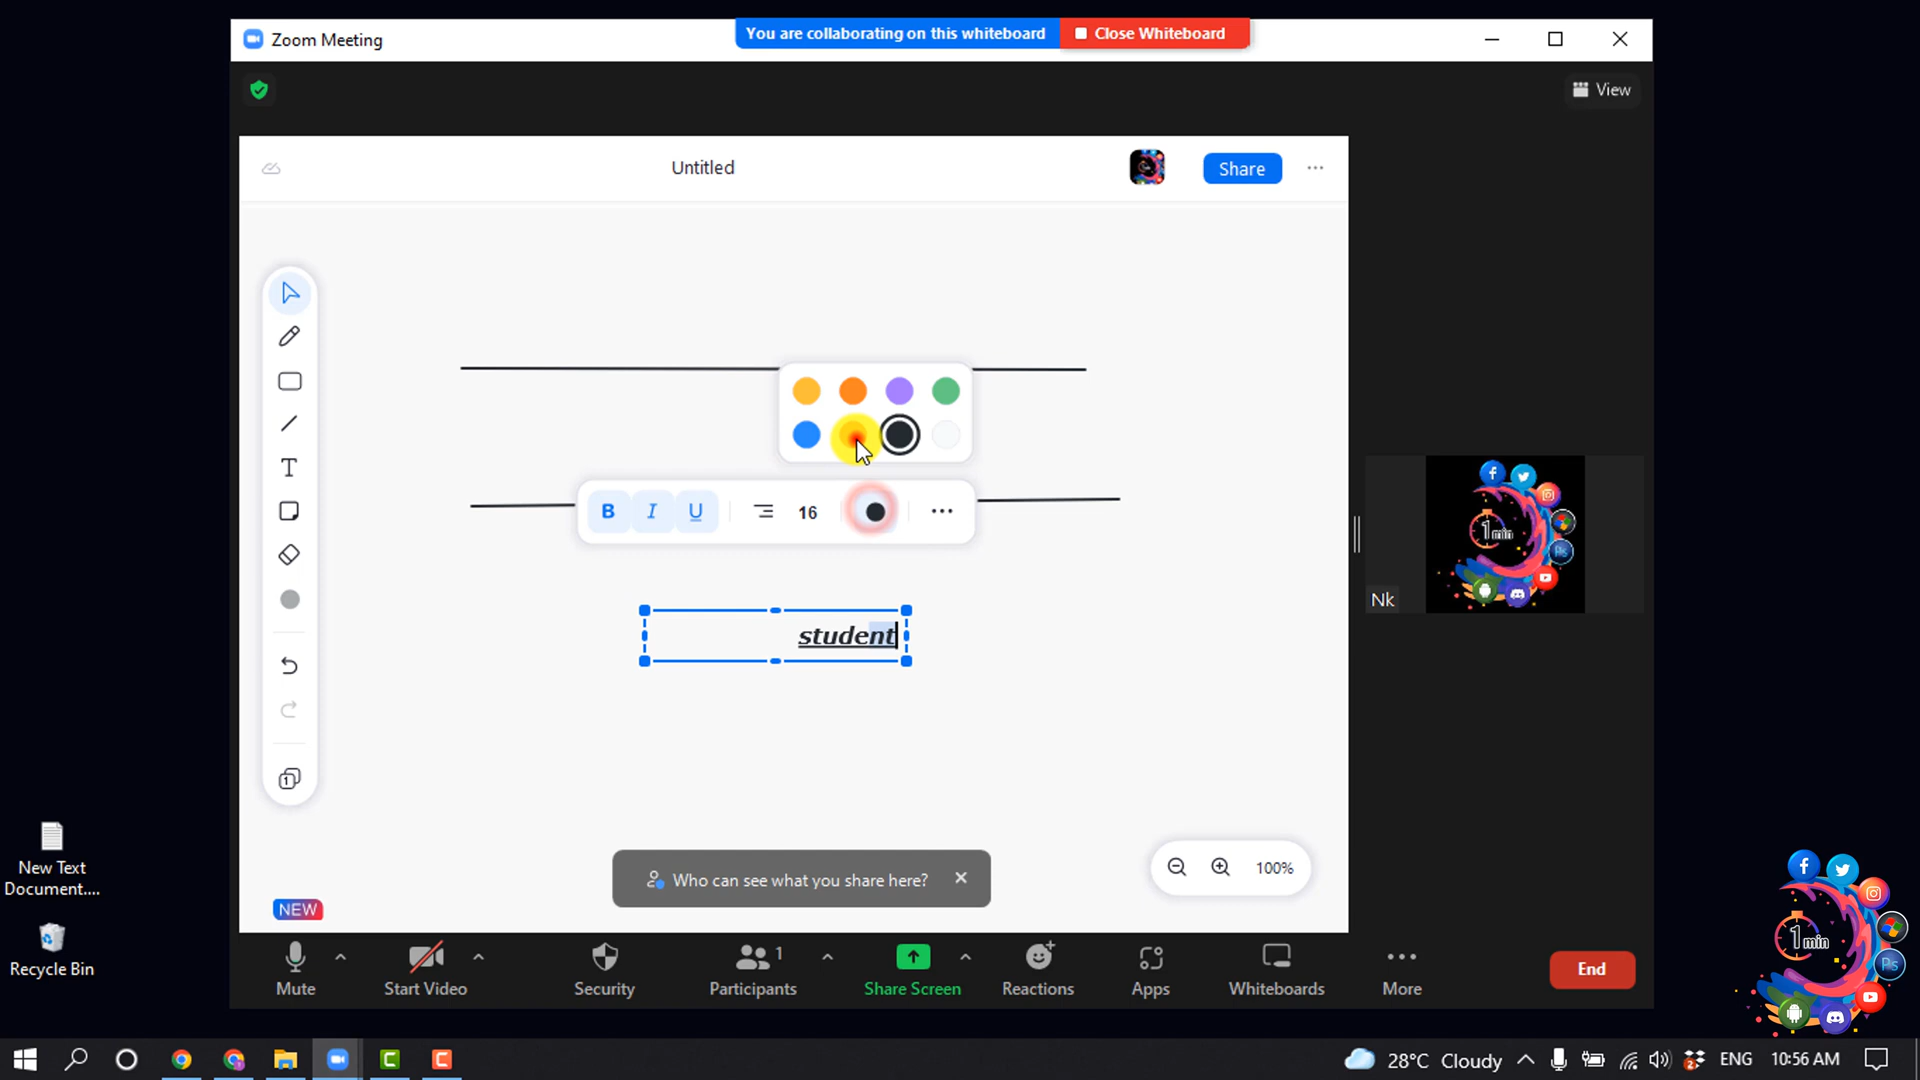 Zoom Meeting
You are collaborating on this whiteboard
Close Whiteboard
View
Untitled
Share
T
B I U 16
student
1
1min
Nk
Who can see what you share here?
100%
NEW
New Text
Document....
Recycle Bin
Mute
Start Video
Security
Participants
1
Share Screen
Reactions
Apps
Whiteboards
More
End
1min
Ps
28°C Cloudy
ENG
10:56 AM